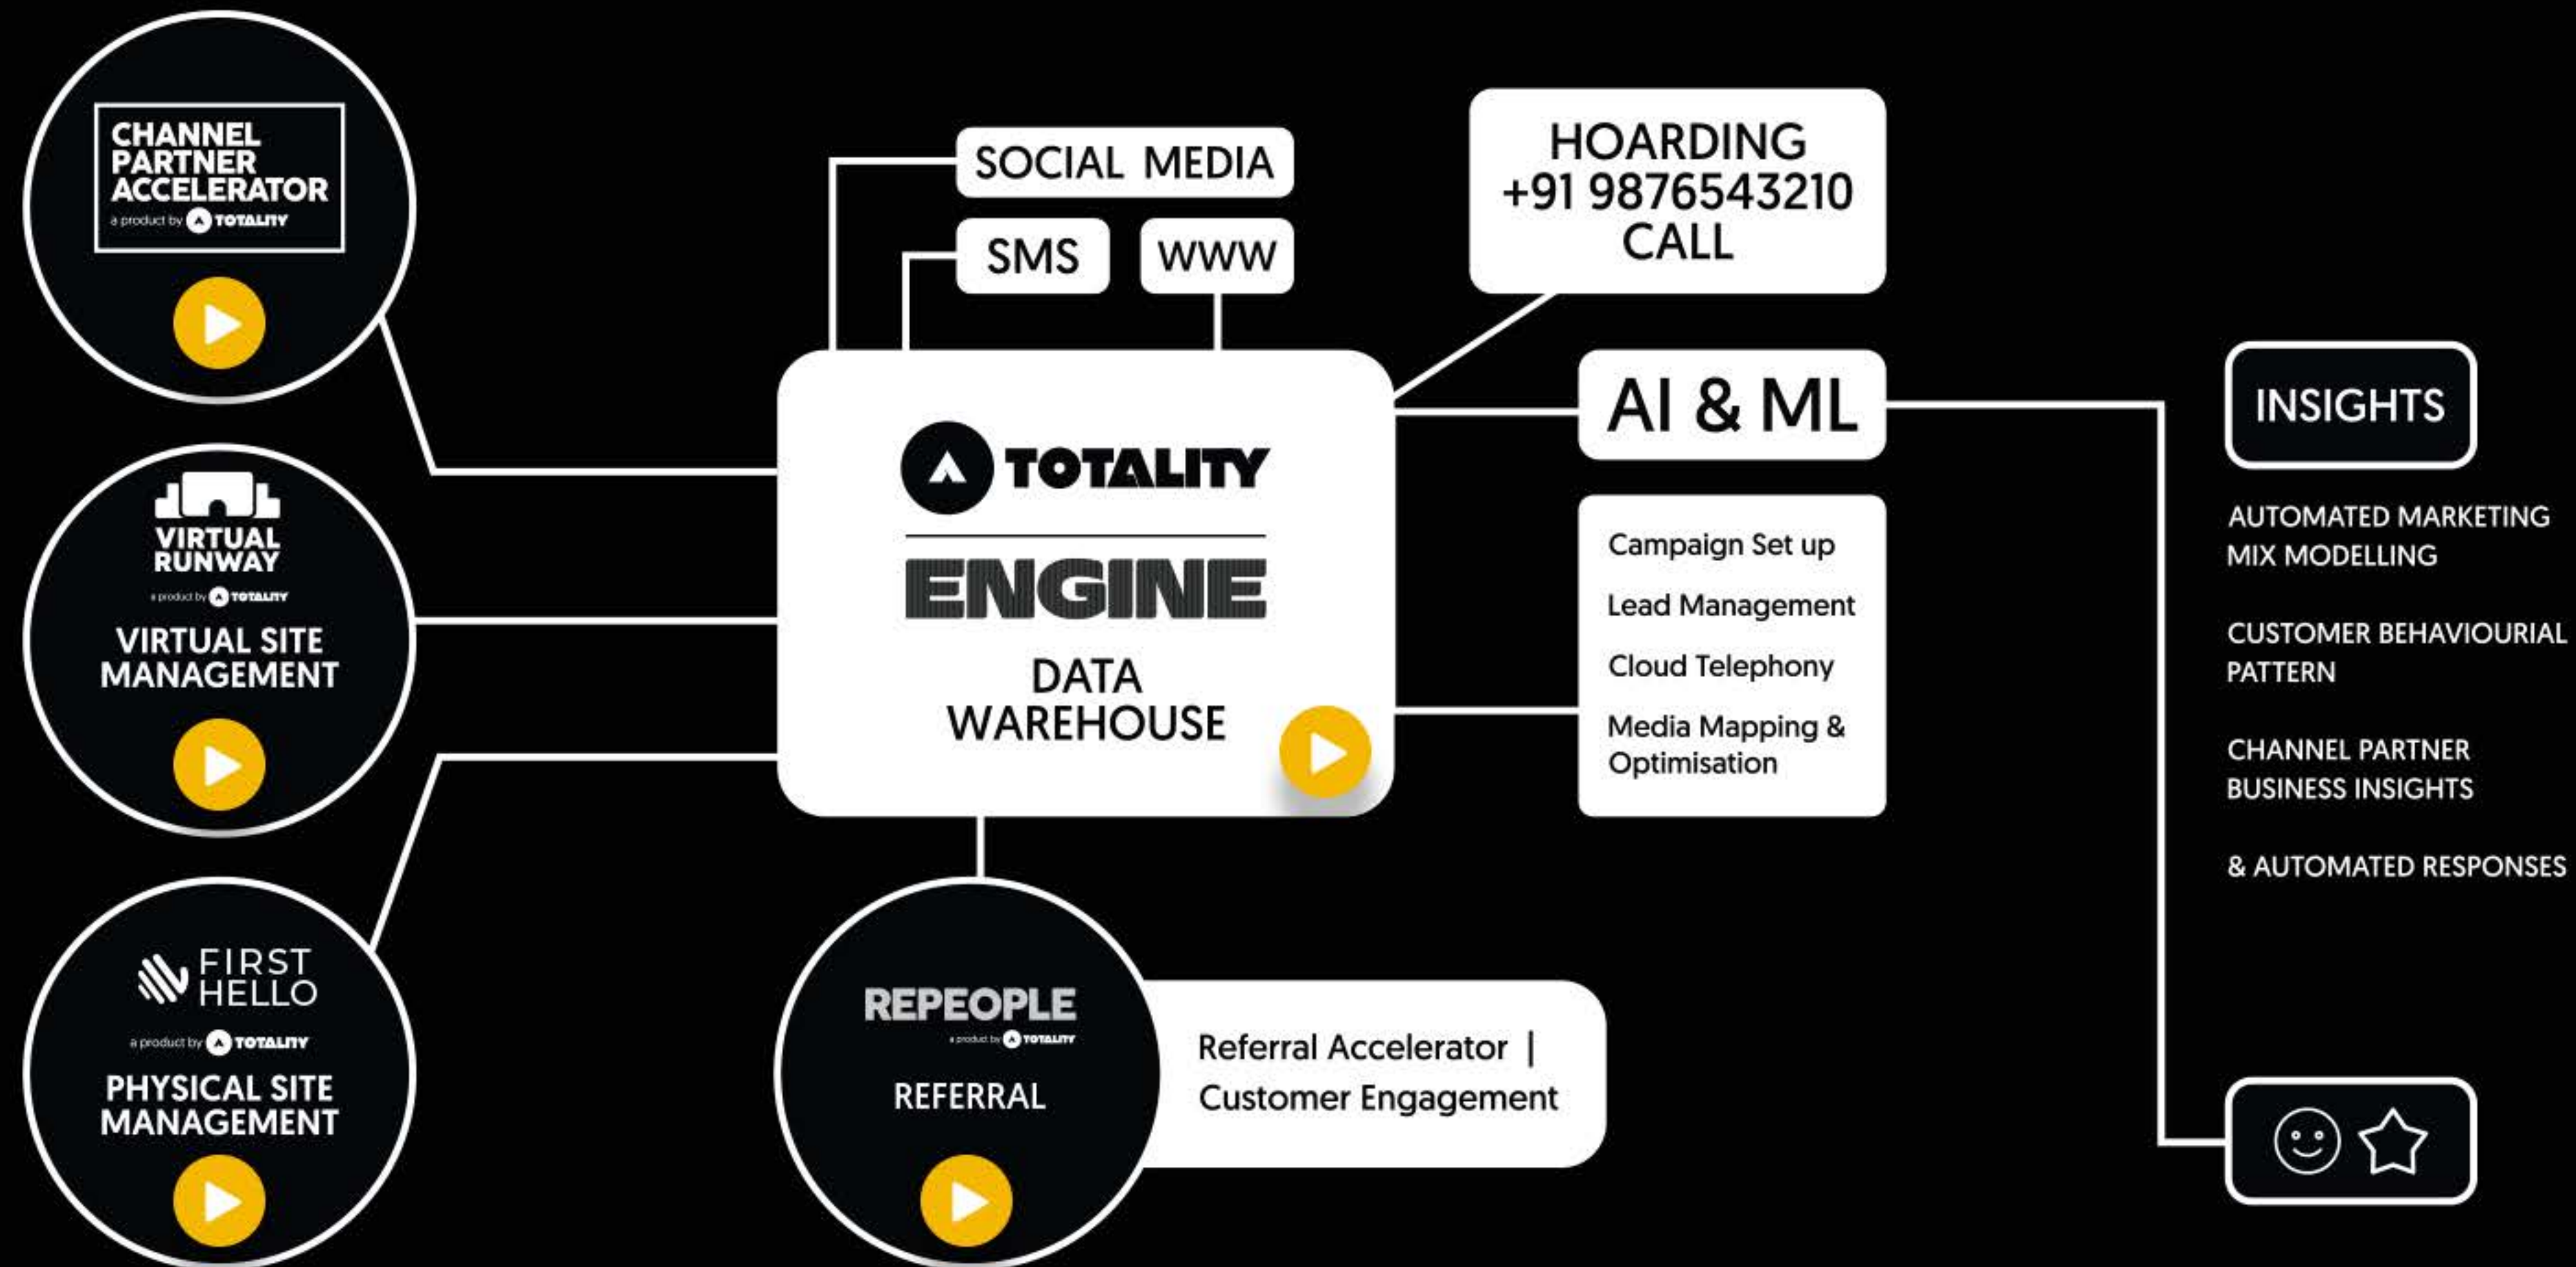 CHANNEL
PARTNER
ACCELERATOR
a product by TOTALITY
VIRTUAL
RUNWAY
a product by TOTALITY
VIRTUAL SITE
MANAGEMENT
FIRST
HELLO
a product by TOTALITY
PHYSICAL SITE
MANAGEMENT
SOCIAL MEDIA
SMS
WWW
TOTALITY
ENGINE
DATA
WAREHOUSE
REPEOPLE
a product by TOTALITY
REFERRAL
Referral Accelerator |
Customer Engagement
HOARDING
+91 9876543210
CALL
AI & ML
Campaign Set up
Lead Management
Cloud Telephony
Media Mapping &
Optimisation
INSIGHTS
AUTOMATED MARKETING
MIX MODELLING
CUSTOMER BEHAVIOURIAL
PATTERN
CHANNEL PARTNER
BUSINESS INSIGHTS
& AUTOMATED RESPONSES